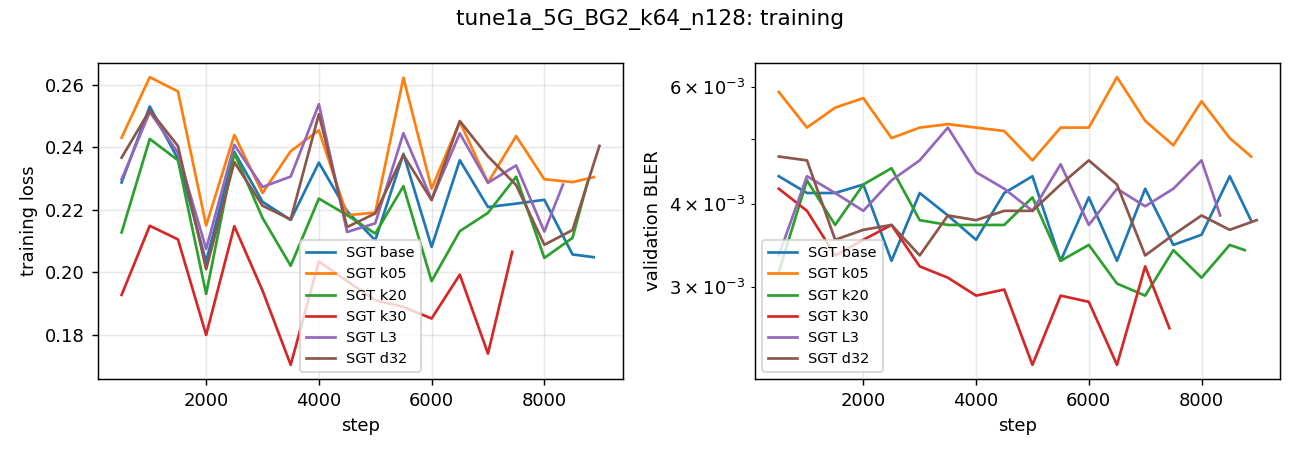 tune1a_5G_BG2_k64_n128: training
training loss
0.26
0.24
0.22
0.20
0.18
2000
4000
6000
8000
step
SGT base
SGT k05
SGT k20
SGT k30
SGT L3
SGT d32
validation BLER
6 × 10⁻³
4 × 10⁻³
3 × 10⁻³
2000
4000
6000
8000
step
SGT base
SGT k05
SGT k20
SGT k30
SGT L3
SGT d32